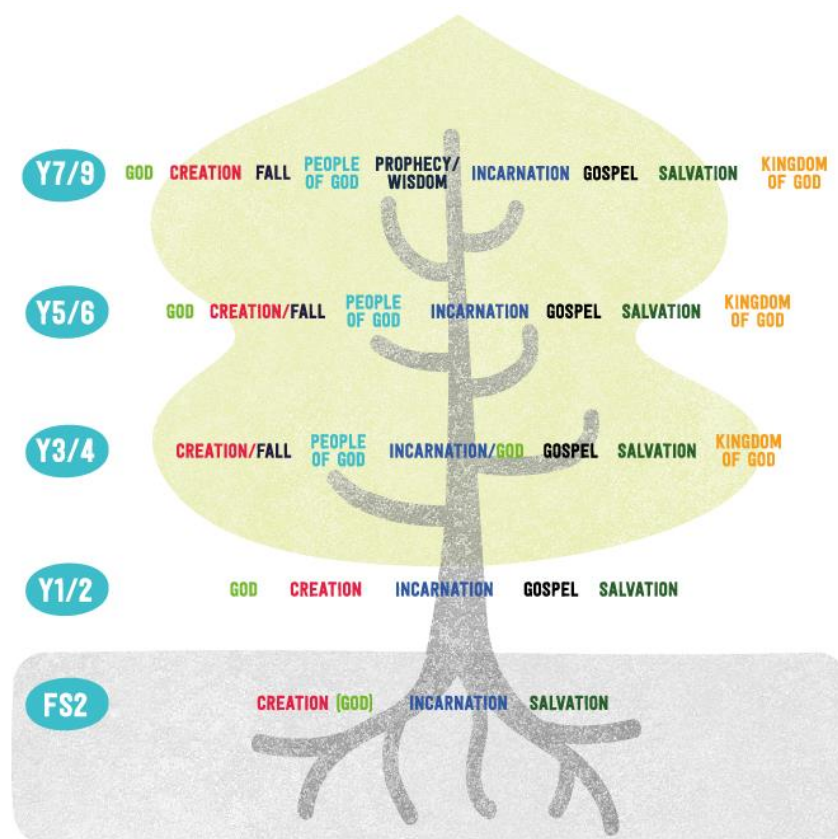 Y7/9 GOD CREATION FALL PEOPLE OF GOD PROPHECY/WISDOM INCARNATION GOSPEL SALVATION KINGDOM OF GOD
Y5/6 GOD CREATION/FALL PEOPLE OF GOD INCARNATION GOSPEL SALVATION KINGDOM OF GOD
Y3/4 CREATION/FALL PEOPLE OF GOD INCARNATION/GOD GOSPEL SALVATION KINGDOM OF GOD
Y1/2 GOD CREATION INCARNATION GOSPEL SALVATION
FS2 CREATION (GOD) INCARNATION SALVATION